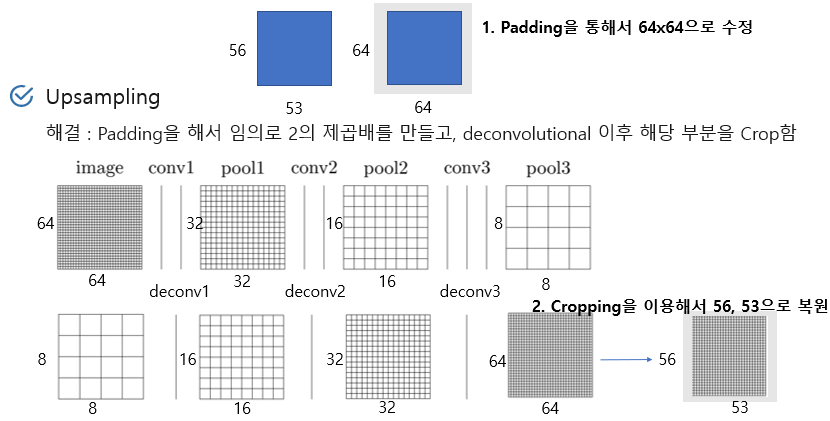 1. Padding을 통해서 64x64으로 수정
56
64
53
64
Upsampling
해결 : Padding을 해서 임의로 2의 제곱배를 만들고, deconvolutional 이후 해당 부분을 Crop함
image conv1 pool1 conv2 pool2 conv3 pool3
64 32 16 8
64 32 16 8
deconv1 deconv2 deconv3
2. Cropping을 이용해서 56, 53으로 복원
8 16 32 64 56
8 16 32 64 53